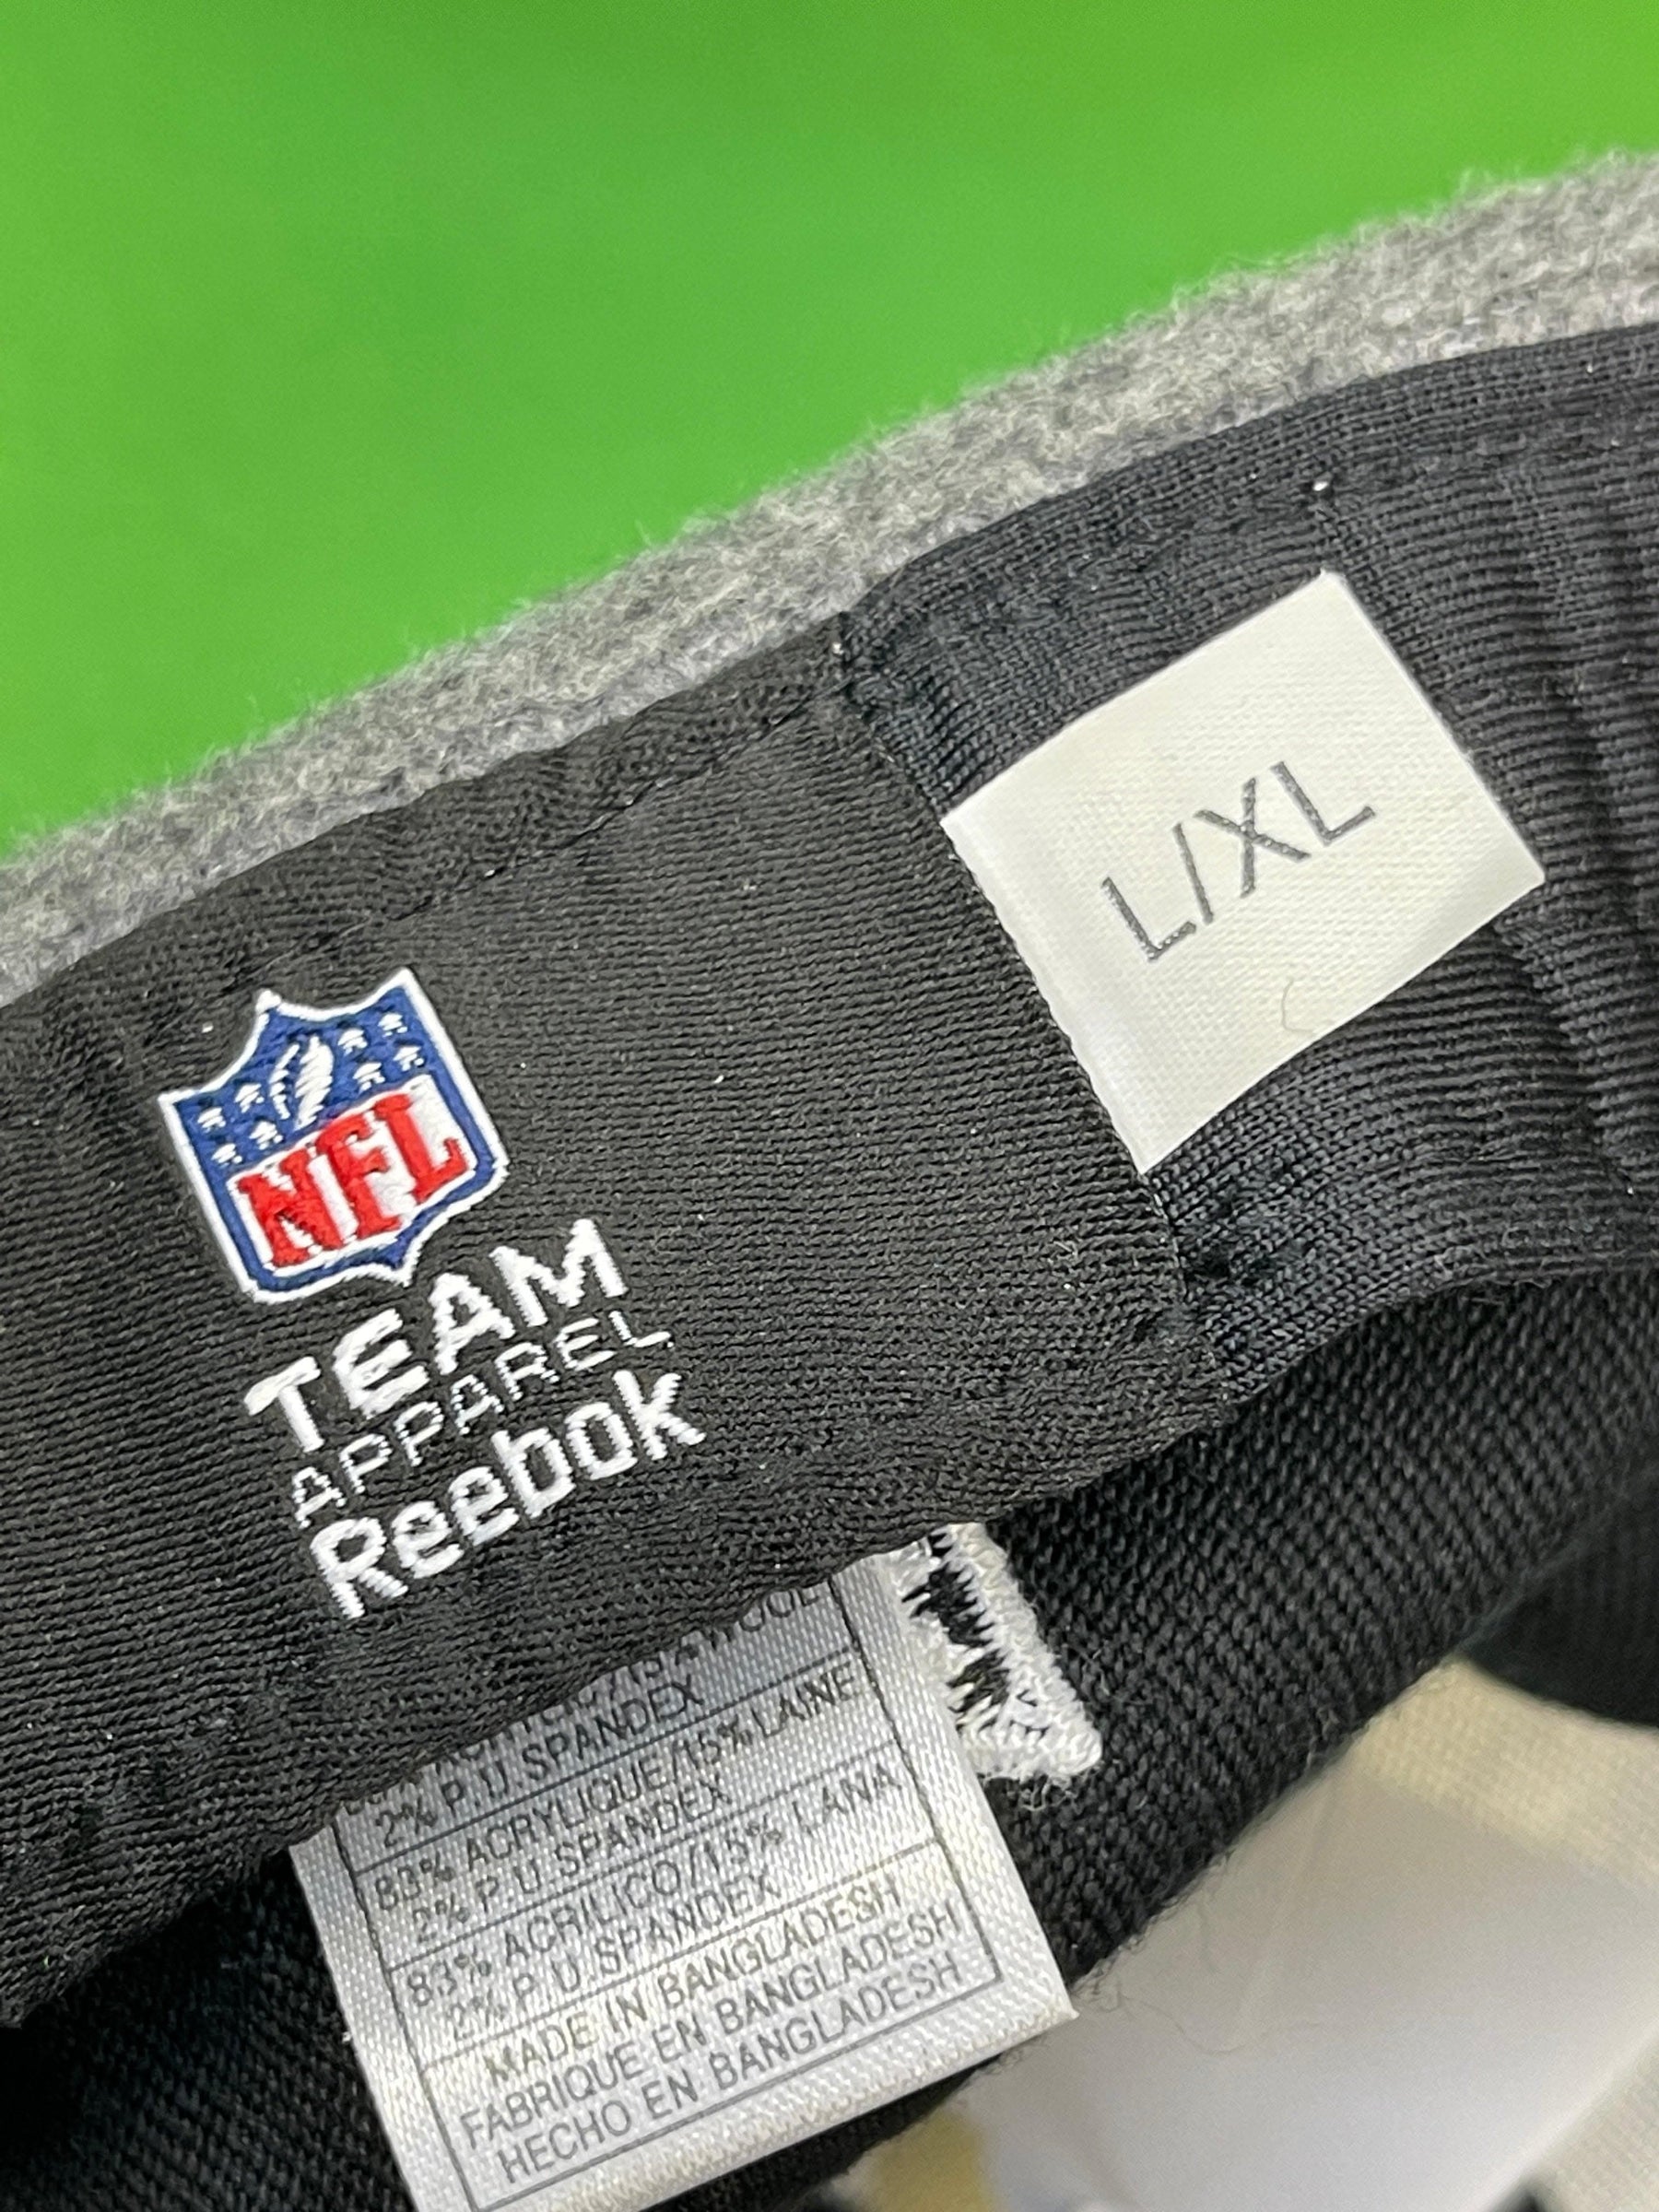 L/XL
NFL
TEAM
APPAREL
Reebok
2% P.U.SPANDEX
83% ACRYLIQUE/15% LAINE
2% P.U.SPANDEX
83% ACRILICO/15% LANA
2% P.U.SPANDEX
MADE IN BANGLADESH
FABRIQUE EN BANGLADESH
HECHO EN BANGLADESH